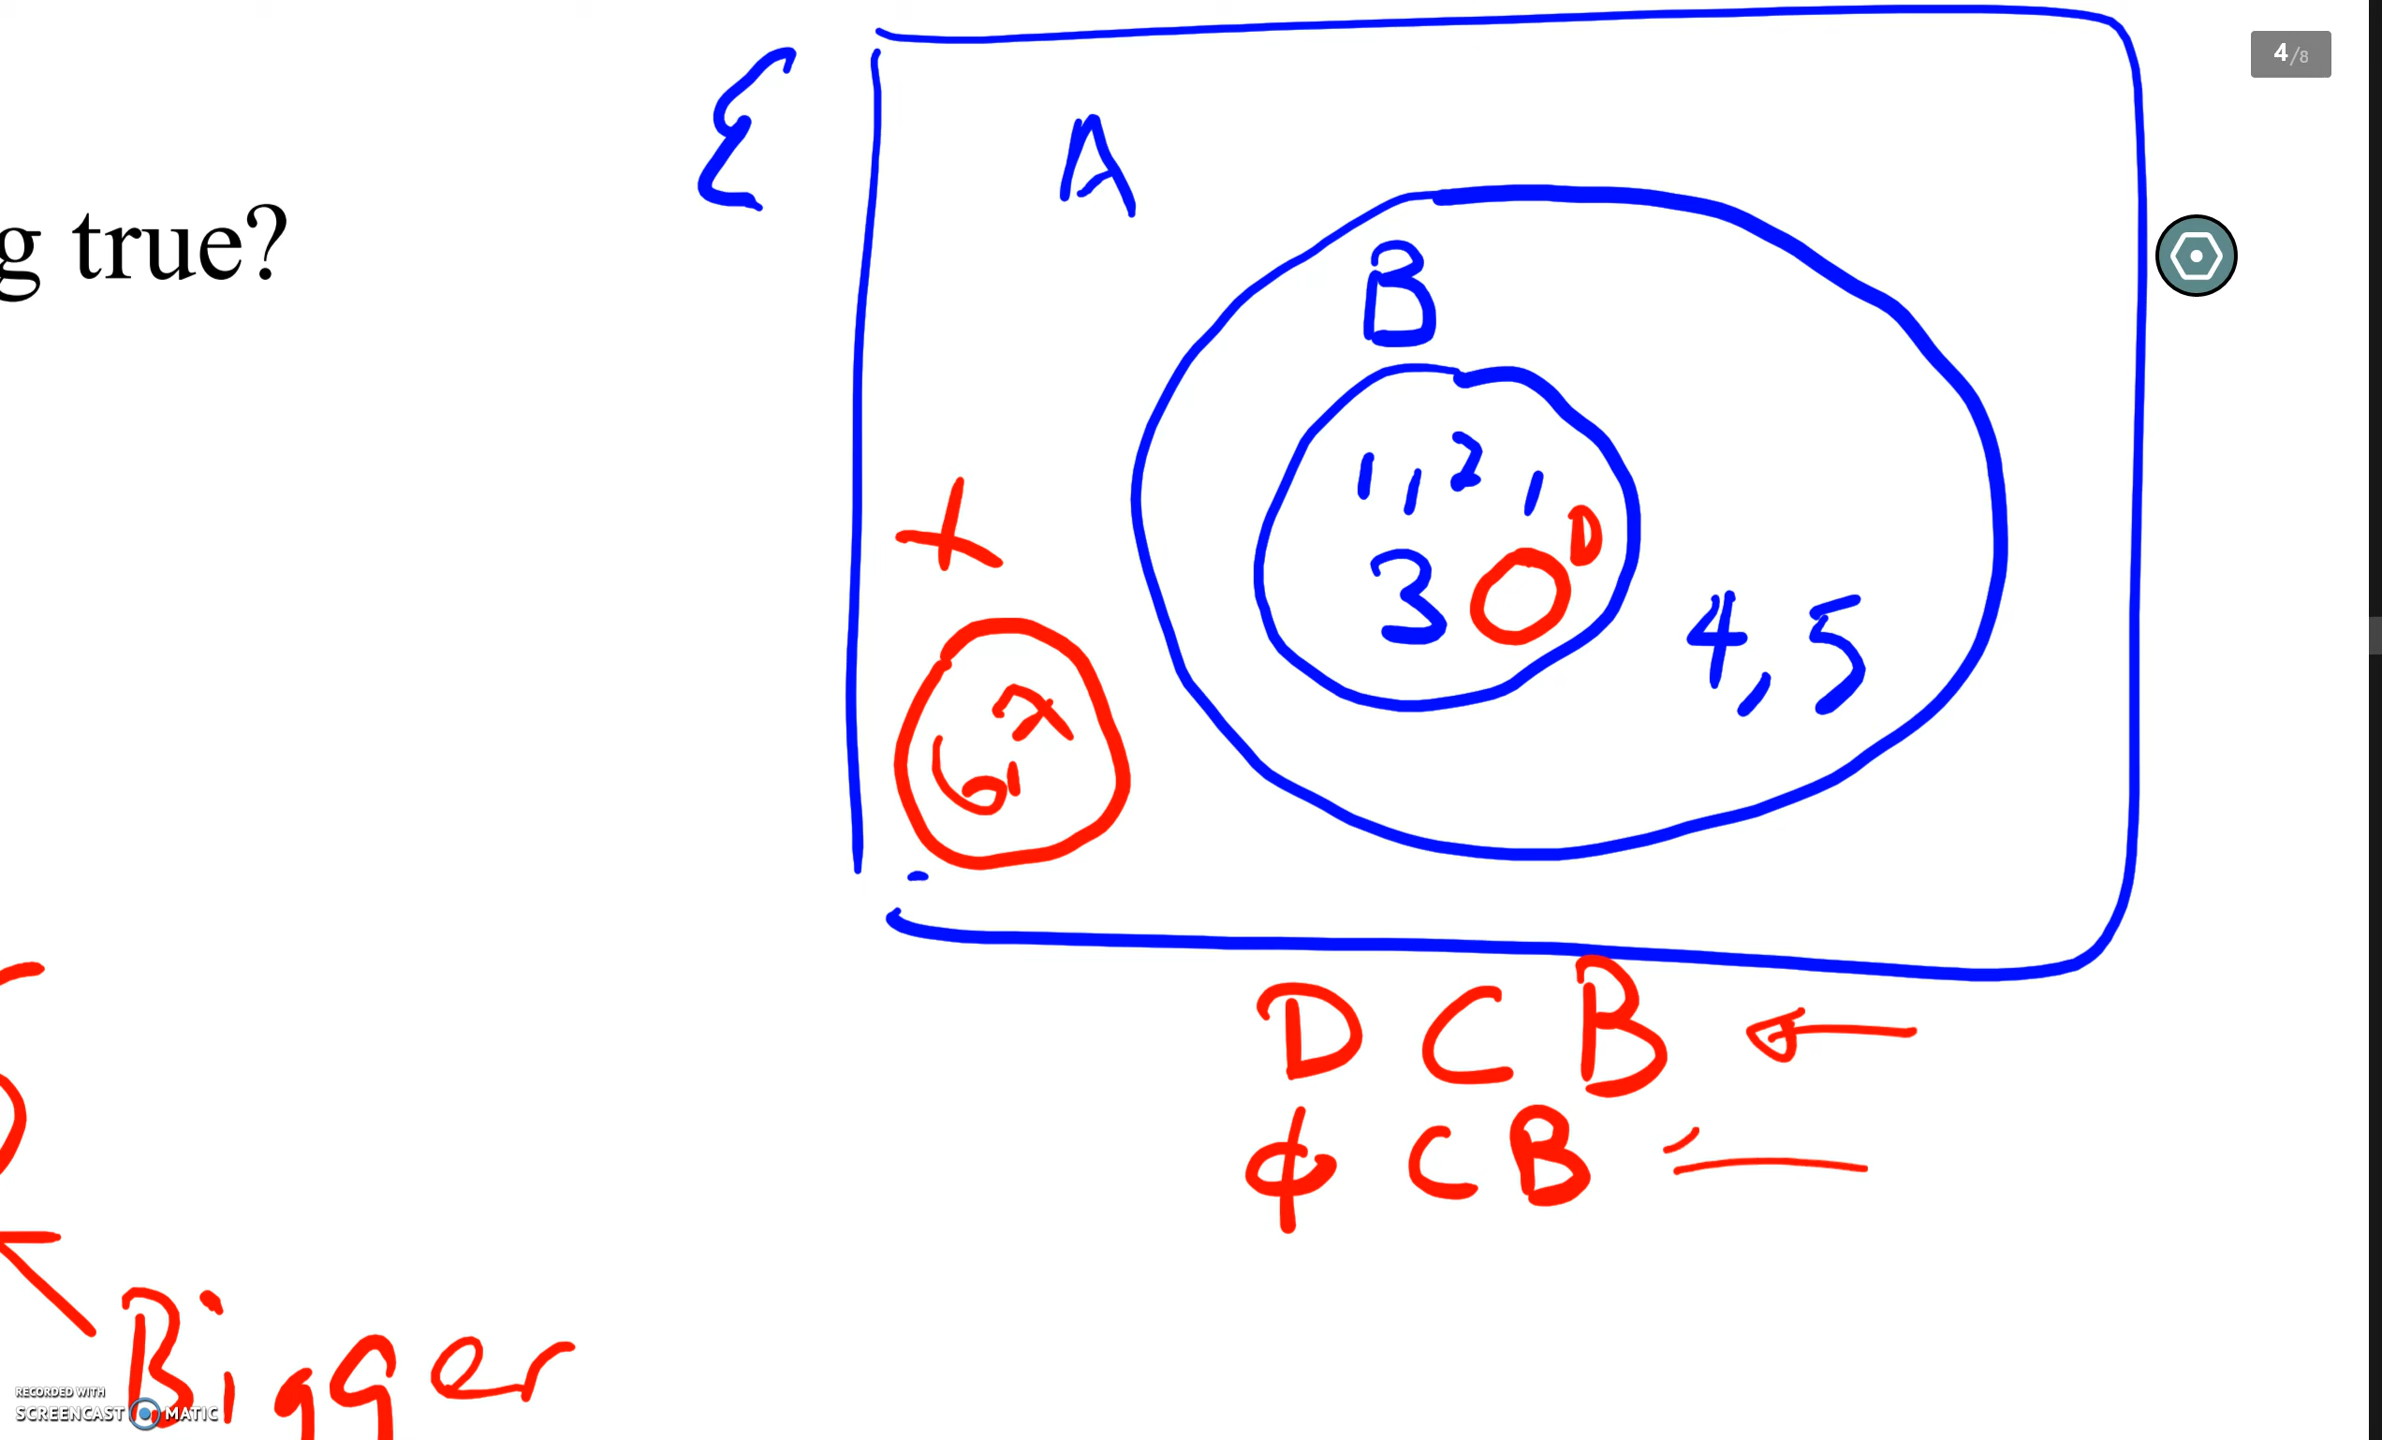 4/8
ℰ
A
g true?
B
1, 2,
D
3
4, 5
6, 7
D ⊂ B
ϕ ⊂ B
Bigger
RECORDED WITH
SCREENCAST MATIC